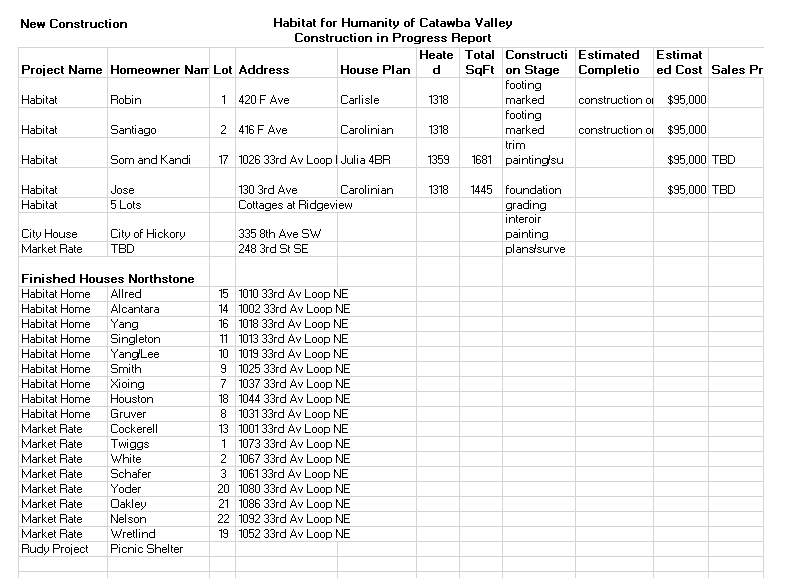 New Construction
Habitat for Humanity of Catawba Valley
Construction in Progress Report
Project Name Homeowner Nam Lot Address House Plan Heate d Total SqFt Constructi on Stage Estimated Completio Estimat ed Cost Sales Pr
Habitat Robin 1 420 F Ave Carlisle 1318 footing marked construction o $95,000
Habitat Santiago 2 416 F Ave Carolinian 1318 footing marked construction o $95,000
Habitat Som and Kandi 17 1026 33rd Av Loop Julia 4BR 1359 1681 trim painting/su $95,000 TBD
Habitat Jose 130 3rd Ave Carolinian 1318 1445 foundation $95,000 TBD
Habitat 5 Lots Cottages at Ridgeview grading
City House City of Hickory 335 8th Ave SW interoir painting
Market Rate TBD 248 3rd St SE plans/surve
Finished Houses Northstone
Habitat Home Allred 15 1010 33rd Av Loop NE
Habitat Home Alcantara 14 1002 33rd Av Loop NE
Habitat Home Yang 16 1018 33rd Av Loop NE
Habitat Home Singleton 11 1013 33rd Av Loop NE
Habitat Home Yang/Lee 10 1019 33rd Av Loop NE
Habitat Home Smith 9 1025 33rd Av Loop NE
Habitat Home Xioing 7 1037 33rd Av Loop NE
Habitat Home Houston 18 1044 33rd Av Loop NE
Habitat Home Gruver 8 1031 33rd Av Loop NE
Market Rate Cockerell 13 1001 33rd Av Loop NE
Market Rate Twiggs 1 1073 33rd Av Loop NE
Market Rate White 2 1067 33rd Av Loop NE
Market Rate Schafer 3 1061 33rd Av Loop NE
Market Rate Yoder 20 1080 33rd Av Loop NE
Market Rate Oakley 21 1086 33rd Av Loop NE
Market Rate Nelson 22 1092 33rd Av Loop NE
Market Rate Wretlind 19 1052 33rd Av Loop NE
Rudy Project Picnic Shelter